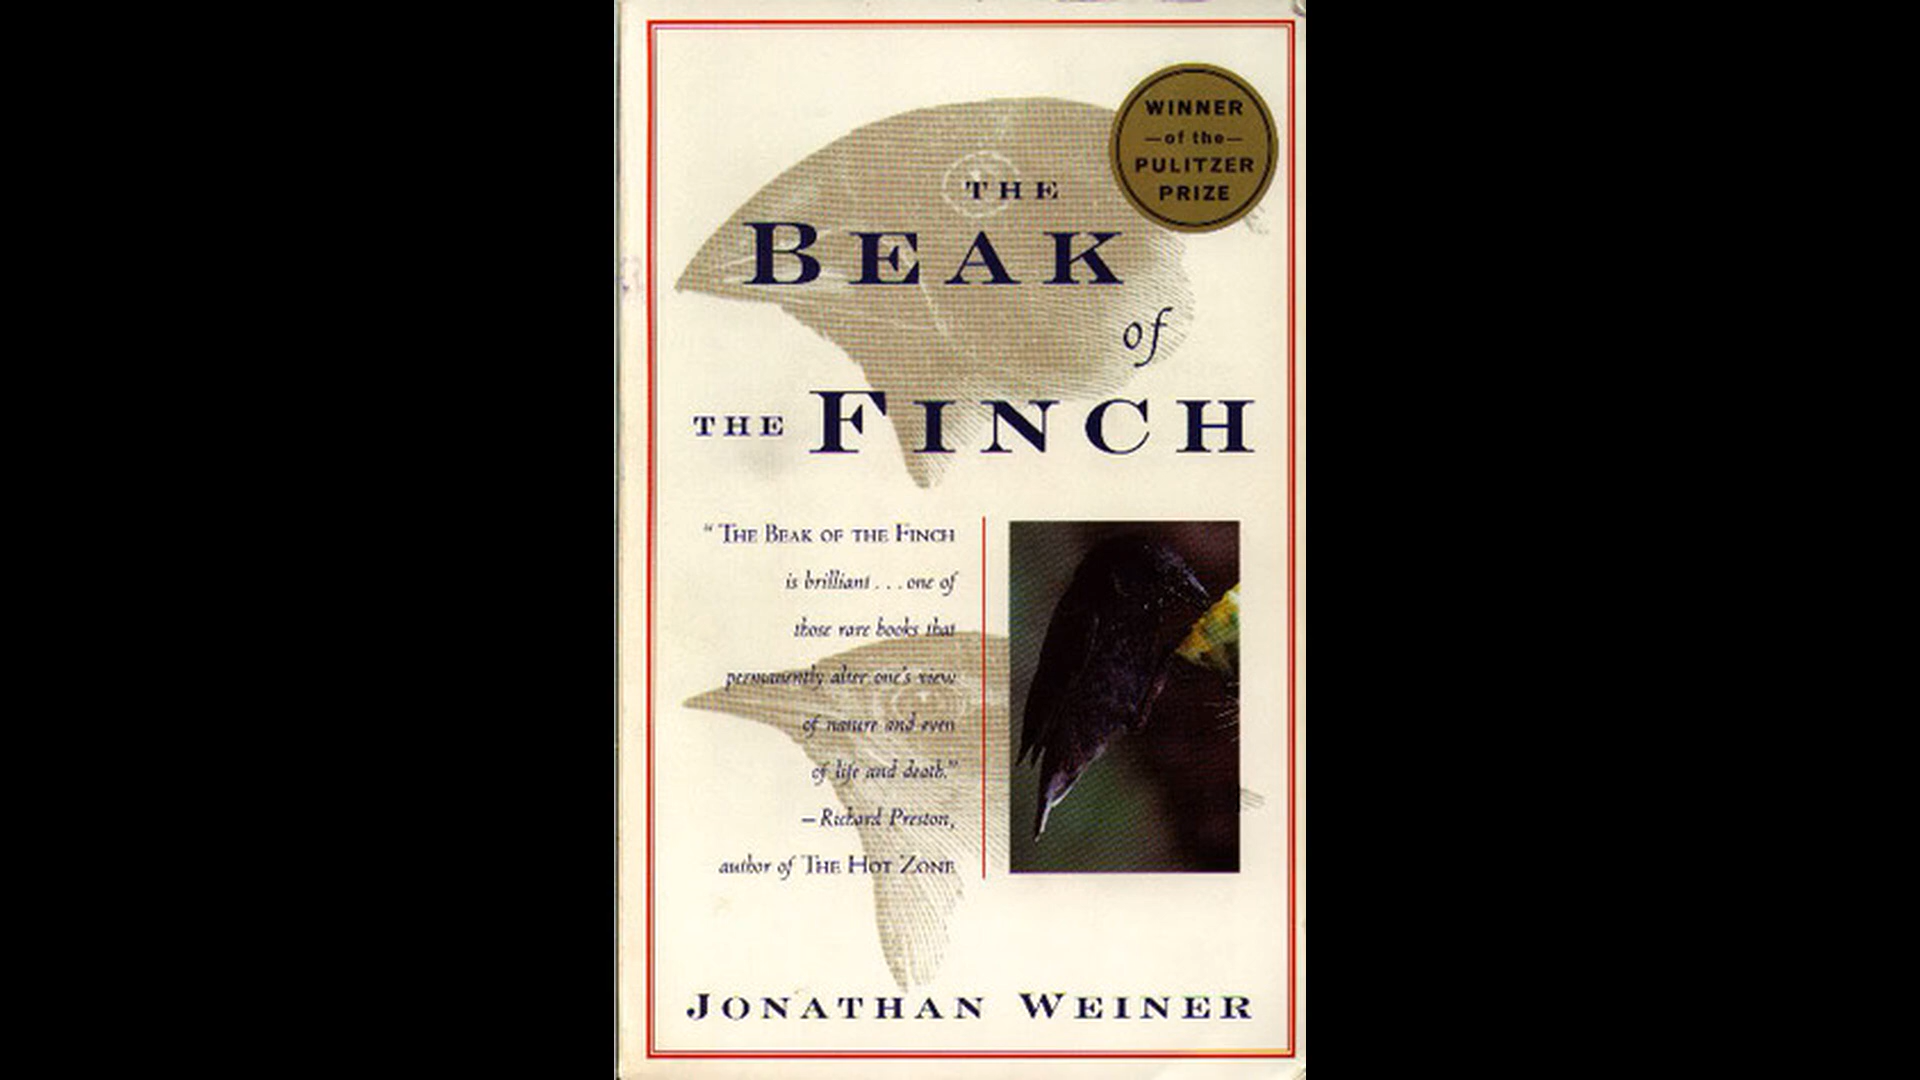 WINNER
—of the—
PULITZER
PRIZE
THE
BEAK
of
THE FINCH
“THE BEAK OF THE FINCH
is brilliant . . . one of
those rare books that
permanently alter one's view
of nature and even
of life and death.”
—Richard Preston,
author of THE HOT ZONE
JONATHAN WEINER